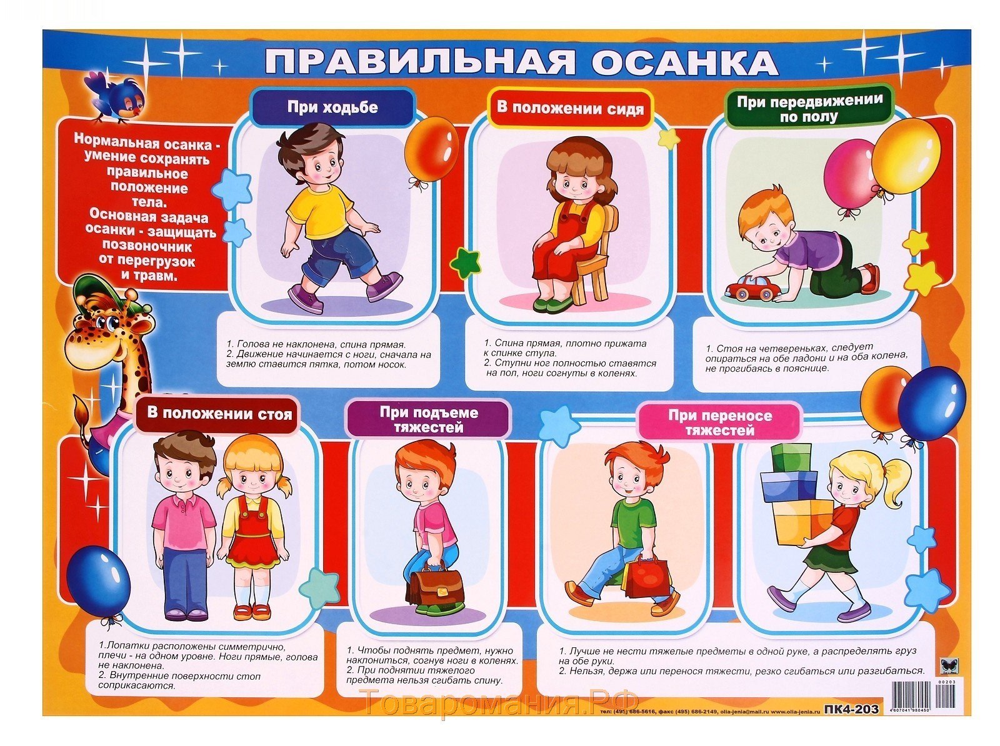 ПРАВИЛЬНАЯ ОСАНКА
Нормальная осанка -
умение сохранять
правильное
положение
тела.
Основная задача
осанки - защищать
позвоночник
от перегрузок
и травм.
При ходьбе
1. Голова не наклонена, спина прямая.
2. Движение начинается с ноги, сначала на
землю ставится пятка, потом носок.
В положении сидя
1. Спина прямая, плотно прижата
к спинке стула.
2. Ступни ног полностью ставятся
на пол, ноги согнуты в коленях.
При передвижении
по полу
1. Стоя на четвереньках, следует
опираться на обе ладони и на оба колена,
не прогибаясь в пояснице.
В положении стоя
1.Лопатки расположены симметрично,
плечи - на одном уровне. Ноги прямые, голова
не наклонена.
2. Внутренние поверхности стоп
соприкасаются.
При подъеме
тяжестей
1. Чтобы поднять предмет, нужно
наклониться, согнув ноги в коленях.
2. При поднятии тяжелого
предмета нельзя сгибать спину.
При переносе
тяжестей
1. Лучше не нести тяжелые предметы в одной руке, а распределять груз
на обе руки.
2. Нельзя, держа или перенося тяжести, резко сгибаться или разгибаться.
Товаромания.РФ
тел: (495) 686-5616, факс (495) 686-2149, olia-jenia@mail.ru www.olia-jenia.ru
ПК4-203
00203
4 607041 980450